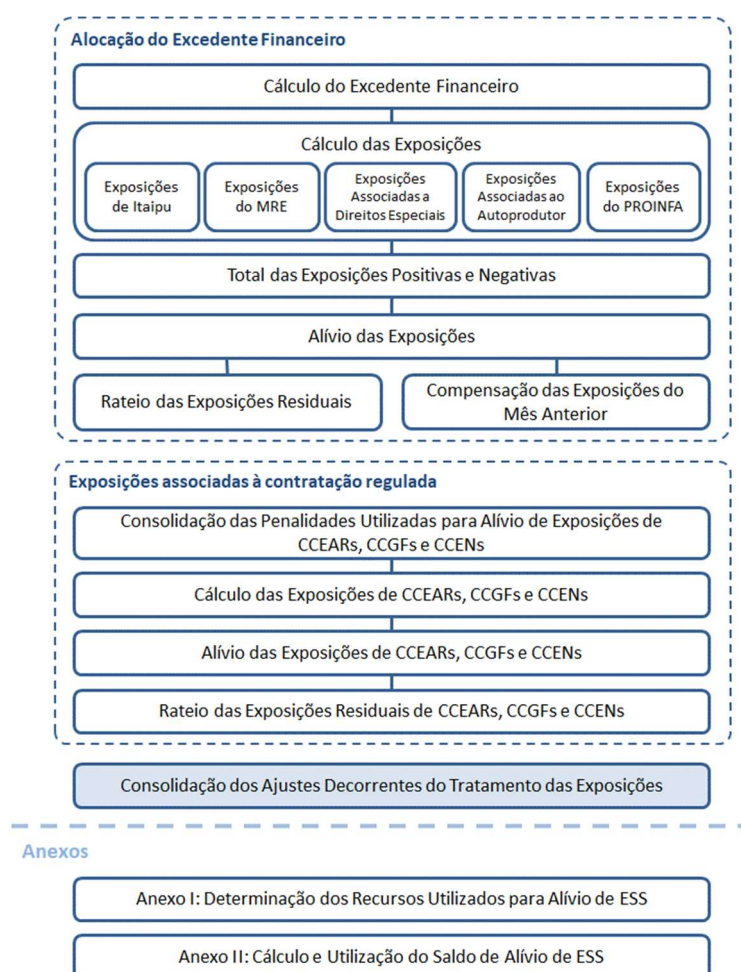 Alocação do Excedente Financeiro
Cálculo do Excedente Financeiro
Cálculo das Exposições
Exposições
de Itaipu
Exposições
do MRE
Exposições
Associadas a
Direitos Especiais
Exposições
Associadas ao
Autoprodutor
Exposições
do PROINFA
Total das Exposições Positivas e Negativas
Alívio das Exposições
Rateio das Exposições Residuais
Compensação das Exposições do
Mês Anterior
Exposições associadas à contratação regulada
Consolidação das Penalidades Utilizadas para Alívio de Exposições de
CCEARs, CCGFs e CCENs
Cálculo das Exposições de CCEARs, CCGFs e CCENs
Alívio das Exposições de CCEARs, CCGFs e CCENs
Rateio das Exposições Residuais de CCEARs, CCGFs e CCENs
Consolidação dos Ajustes Decorrentes do Tratamento das Exposições
Anexos
Anexo I: Determinação dos Recursos Utilizados para Alívio de ESS
Anexo II: Cálculo e Utilização do Saldo de Alívio de ESS